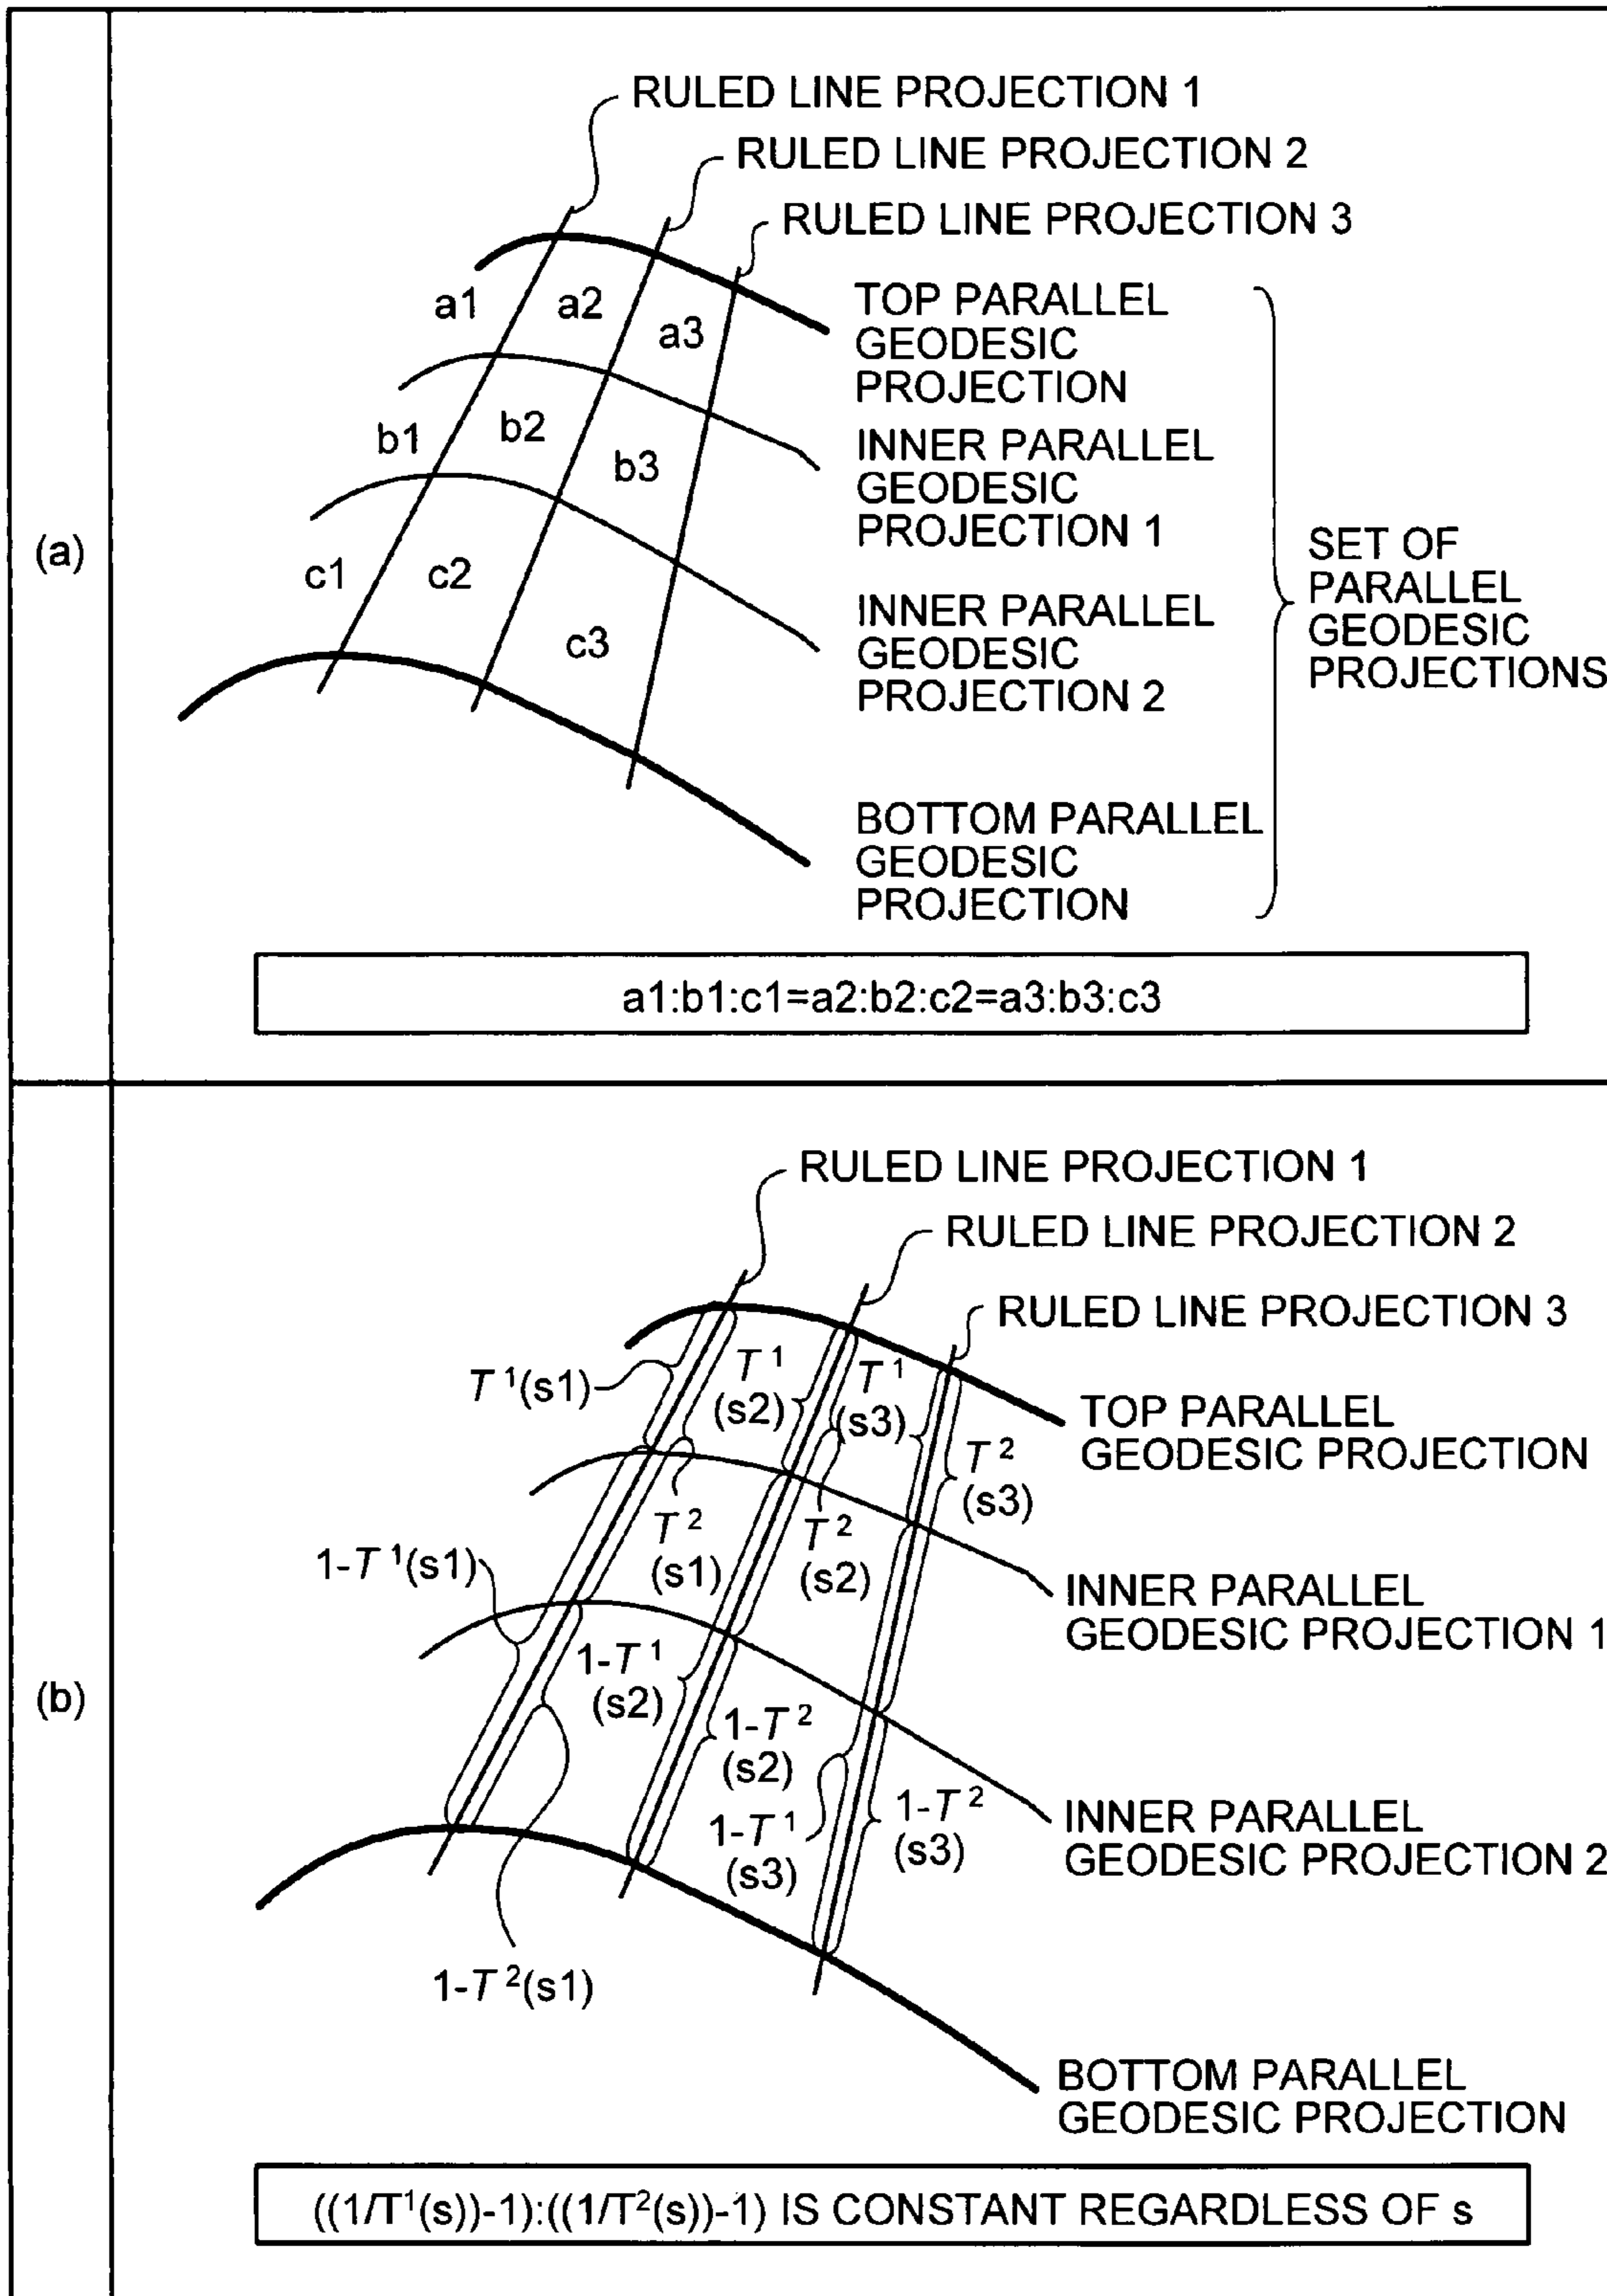 (a)
RULED LINE PROJECTION 1
RULED LINE PROJECTION 2
RULED LINE PROJECTION 3
a1
a2
a3
b1
b2
b3
c1
c2
c3
TOP PARALLEL
GEODESIC
PROJECTION
INNER PARALLEL
GEODESIC
PROJECTION 1
INNER PARALLEL
GEODESIC
PROJECTION 2
BOTTOM PARALLEL
GEODESIC
PROJECTION
SET OF
PARALLEL
GEODESIC
PROJECTIONS
a1:b1:c1=a2:b2:c2=a3:b3:c3
(b)
RULED LINE PROJECTION 1
RULED LINE PROJECTION 2
RULED LINE PROJECTION 3
T¹(s1)
T¹
(s2)
T¹
(s3)
T²
(s3)
T²
(s1)
T²
(s2)
1-T¹(s1)
1-T¹
(s2)
1-T²
(s2)
1-T¹
(s3)
1-T²
(s3)
1-T²(s1)
TOP PARALLEL
GEODESIC PROJECTION
INNER PARALLEL
GEODESIC PROJECTION 1
INNER PARALLEL
GEODESIC PROJECTION 2
BOTTOM PARALLEL
GEODESIC PROJECTION
((1/T¹(s))-1):((1/T²(s))-1) IS CONSTANT REGARDLESS OF s